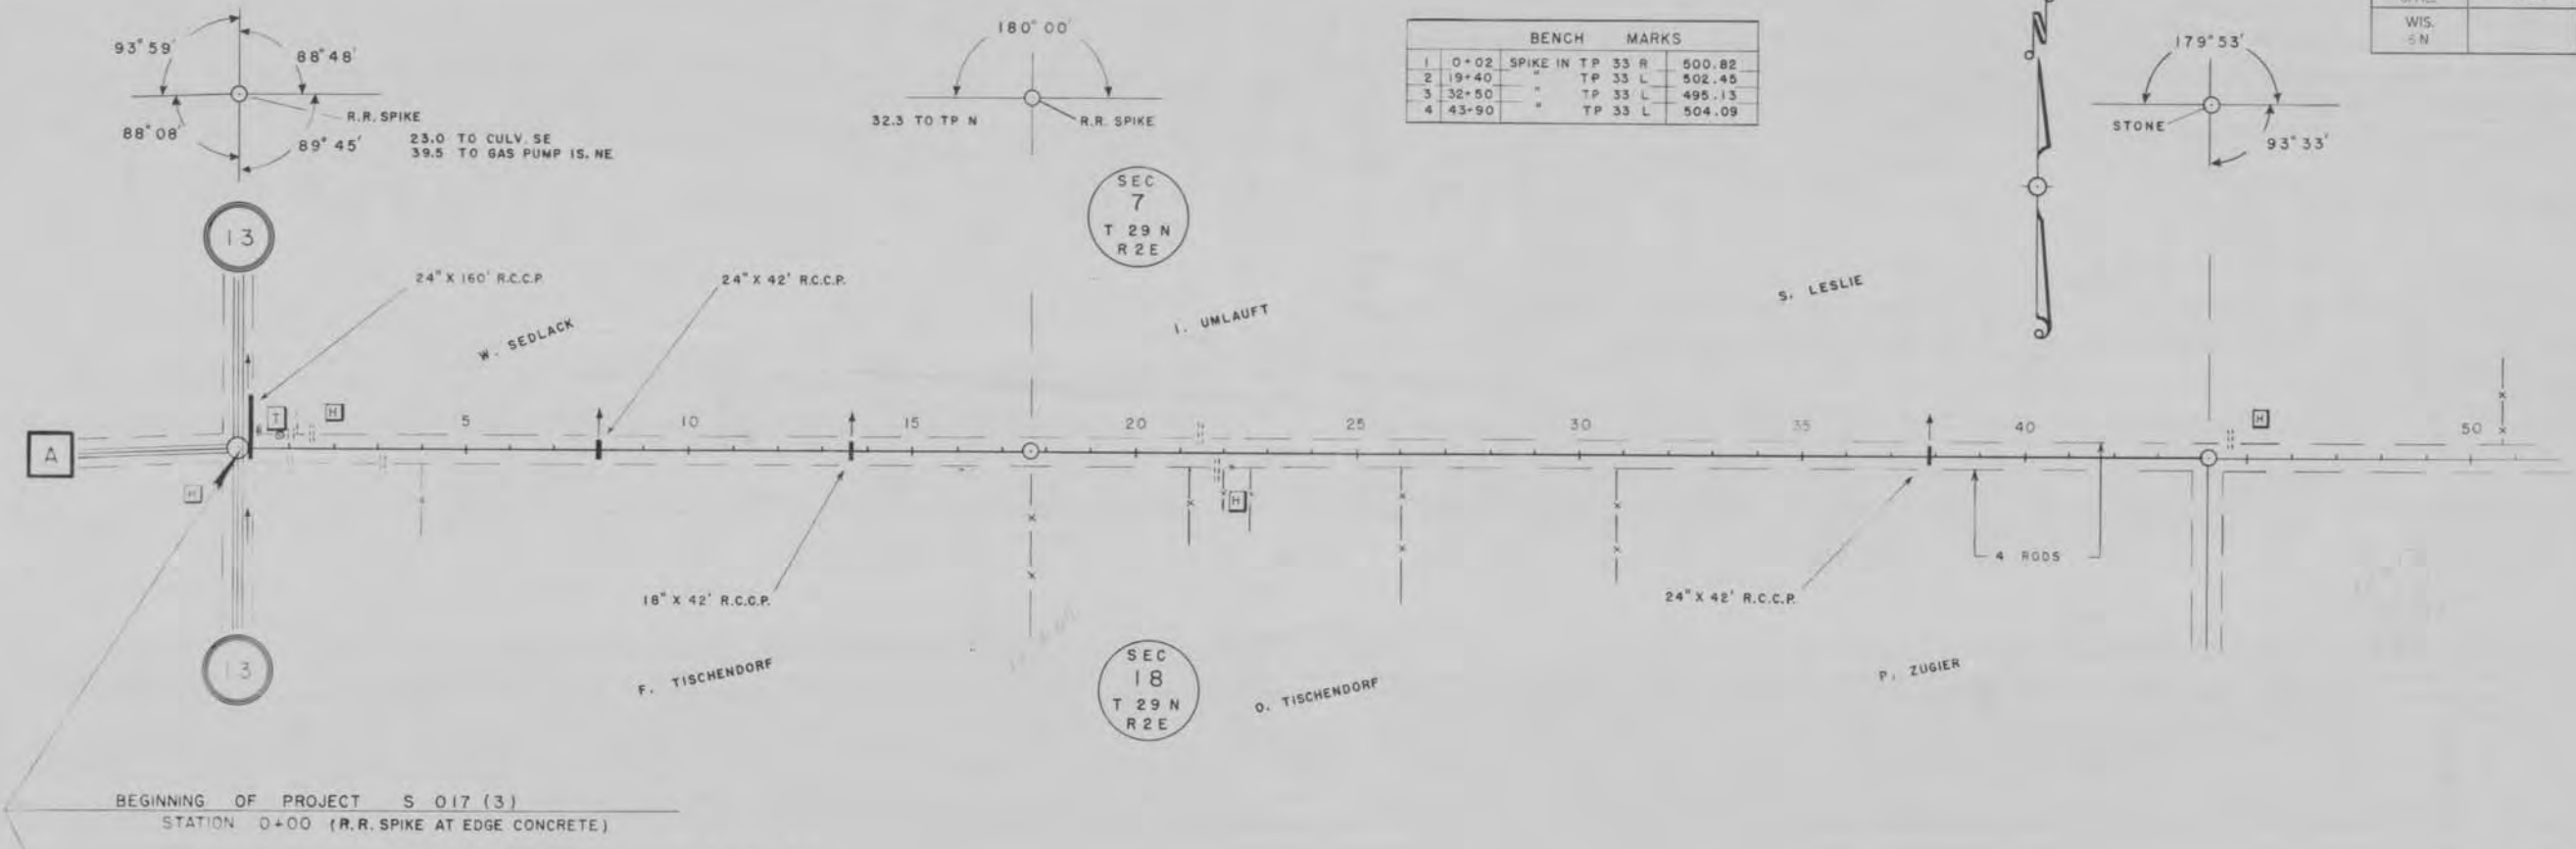 93° 59'
88° 48'
R.R. SPIKE
88° 08'
89° 45'
23.0 TO CULV. SE
39.5 TO GAS PUMP IS. NE
180° 00'
32.3 TO TP N
R.R. SPIKE
BENCH MARKS
1 0+02 SPIKE IN TP 33 R 500.82
2 19+40 " TP 33 L 502.45
3 32+50 " TP 33 L 495.13
4 43+90 " TP 33 L 504.09
N
179° 53'
STONE
93° 33'
WIS.
SEC
7
T 29 N
R 2 E
13
24" X 160' R.C.C.P.
24" X 42' R.C.C.P.
W. SEDLACK
I. UMLAUFT
S. LESLIE
A
T
H
5
10
15
20
25
30
35
40
H
50
H
H
4 RODS
18" X 42' R.C.C.P.
24" X 42' R.C.C.P.
13
F. TISCHENDORF
SEC
18
T 29 N
R 2 E
O. TISCHENDORF
P. ZUGIER
BEGINNING OF PROJECT S 017 (3)
STATION 0+00 (R.R. SPIKE AT EDGE CONCRETE)